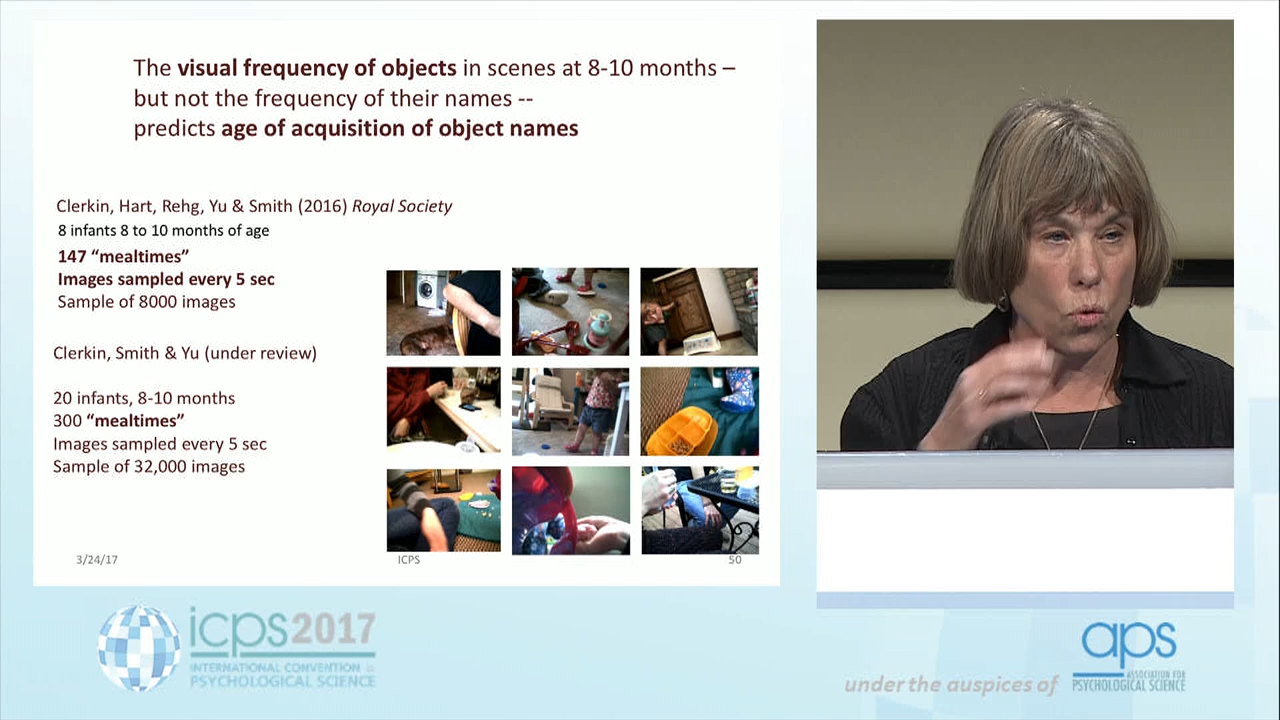 The visual frequency of objects in scenes at 8-10 months –
but not the frequency of their names --
predicts age of acquisition of object names
Clerkin, Hart, Rehg, Yu & Smith (2016) Royal Society
8 infants 8 to 10 months of age
147 “mealtimes”
Images sampled every 5 sec
Sample of 8000 images
Clerkin, Smith & Yu (under review)
20 infants, 8-10 months
300 “mealtimes”
Images sampled every 5 sec
Sample of 32,000 images
3/24/17
ICPS
50
icps2017
INTERNATIONAL CONVENTION
PSYCHOLOGICAL SCIENCE
under the auspices of
aps
ASSOCIATION FOR
PSYCHOLOGICAL SCIENCE